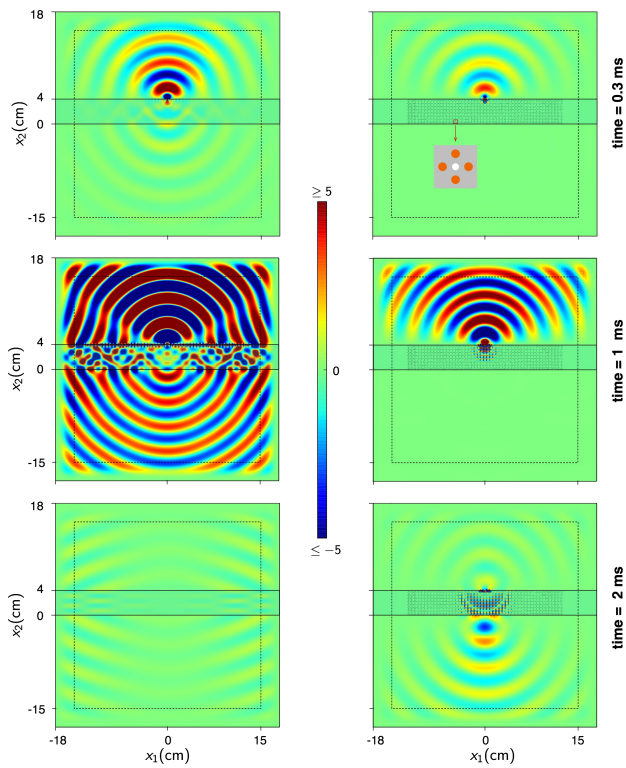 18
4
0
-15
x₂(cm)
time = 0.3 ms
≥ 5
0
≤ −5
18
4
0
-15
x₂(cm)
time = 1 ms
18
4
0
-15
x₂(cm)
time = 2 ms
-18 0 15
x₁(cm)
-18 0 15
x₁(cm)